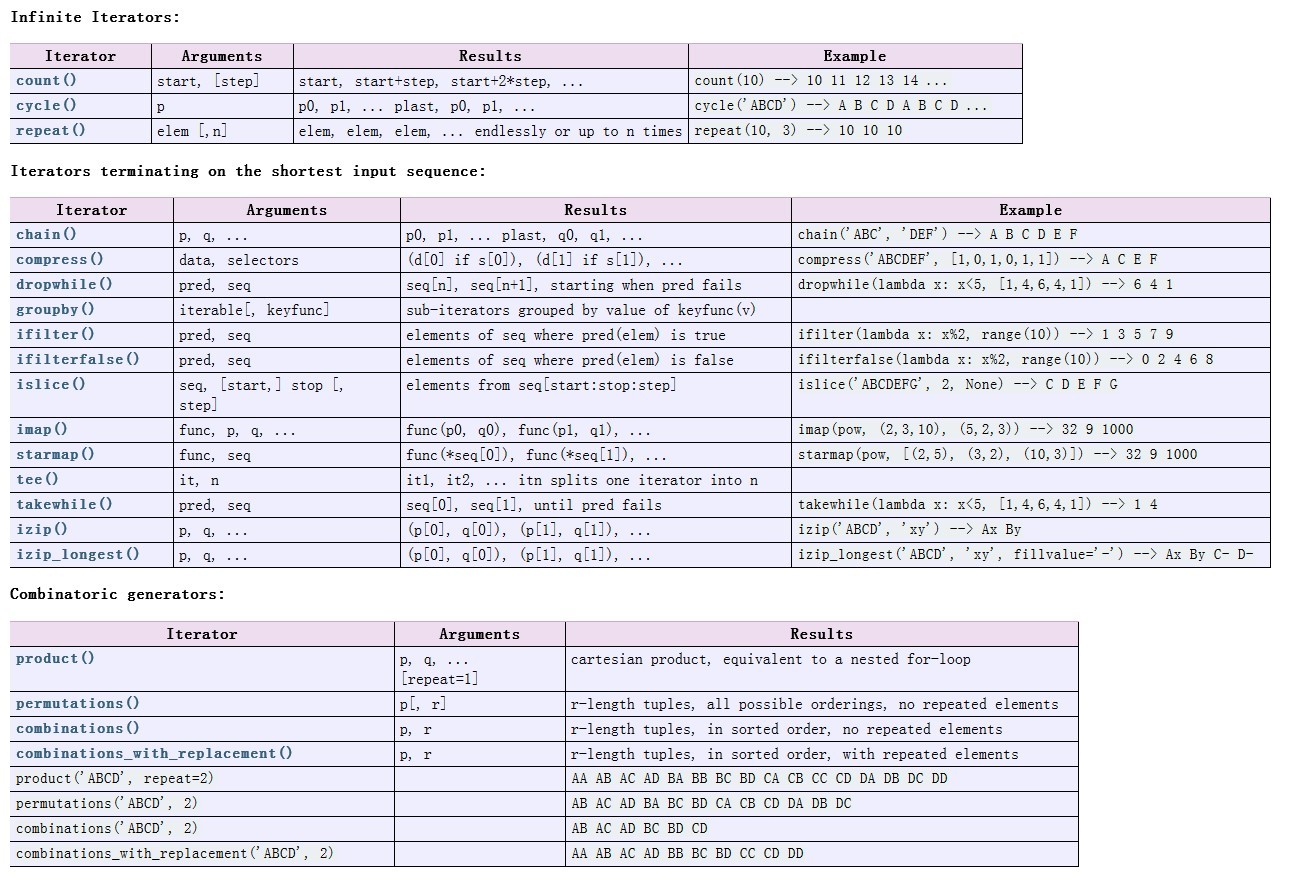 Infinite Iterators:
Iterator Arguments Results Example
count() start, [step] start, start+step, start+2*step, ... count(10) --> 10 11 12 13 14 ...
cycle() p p0, p1, ... plast, p0, p1, ... cycle('ABCD') --> A B C D A B C D ...
repeat() elem [,n] elem, elem, elem, ... endlessly or up to n times repeat(10, 3) --> 10 10 10
Iterators terminating on the shortest input sequence:
Iterator Arguments Results Example
chain() p, q, ... p0, p1, ... plast, q0, q1, ... chain('ABC', 'DEF') --> A B C D E F
compress() data, selectors (d[0] if s[0]), (d[1] if s[1]), ... compress('ABCDEF', [1,0,1,0,1,1]) --> A C E F
dropwhile() pred, seq seq[n], seq[n+1], starting when pred fails dropwhile(lambda x: x<5, [1,4,6,4,1]) --> 6 4 1
groupby() iterable[, keyfunc] sub-iterators grouped by value of keyfunc(v)
ifilter() pred, seq elements of seq where pred(elem) is true ifilter(lambda x: x%2, range(10)) --> 1 3 5 7 9
ifilterfalse() pred, seq elements of seq where pred(elem) is false ifilterfalse(lambda x: x%2, range(10)) --> 0 2 4 6 8
islice() seq, [start,] stop [, elements from seq[start:stop:step] islice('ABCDEFG', 2, None) --> C D E F G
step]
imap() func, p, q, ... func(p0, q0), func(p1, q1), ... imap(pow, (2,3,10), (5,2,3)) --> 32 9 1000
starmap() func, seq func(*seq[0]), func(*seq[1]), ... starmap(pow, [(2,5), (3,2), (10,3)]) --> 32 9 1000
tee() it, n it1, it2, ... itn splits one iterator into n
takewhile() pred, seq seq[0], seq[1], until pred fails takewhile(lambda x: x<5, [1,4,6,4,1]) --> 1 4
izip() p, q, ... (p[0], q[0]), (p[1], q[1]), ... izip('ABCD', 'xy') --> Ax By
izip_longest() p, q, ... (p[0], q[0]), (p[1], q[1]), ... izip_longest('ABCD', 'xy', fillvalue='-') --> Ax By C- D-
Combinatoric generators:
Iterator Arguments Results
product() p, q, ... cartesian product, equivalent to a nested for-loop
[repeat=1]
permutations() p[, r] r-length tuples, all possible orderings, no repeated elements
combinations() p, r r-length tuples, in sorted order, no repeated elements
combinations_with_replacement() p, r r-length tuples, in sorted order, with repeated elements
product('ABCD', repeat=2) AA AB AC AD BA BB BC BD CA CB CC CD DA DB DC DD
permutations('ABCD', 2) AB AC AD BA BC BD CA CB CD DA DB DC
combinations('ABCD', 2) AB AC AD BC BD CD
combinations_with_replacement('ABCD', 2) AA AB AC AD BB BC BD CC CD DD